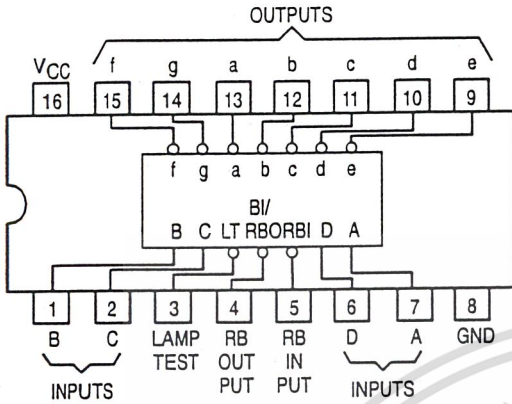 OUTPUTS
VCC f g a b c d e
16 15 14 13 12 11 10 9
f g a b c d e
BI/
B C LT RBO RBI D A
1 2 3 4 5 6 7 8
B C LAMP RB RB D A GND
TEST OUT IN
PUT PUT
INPUTS INPUTS